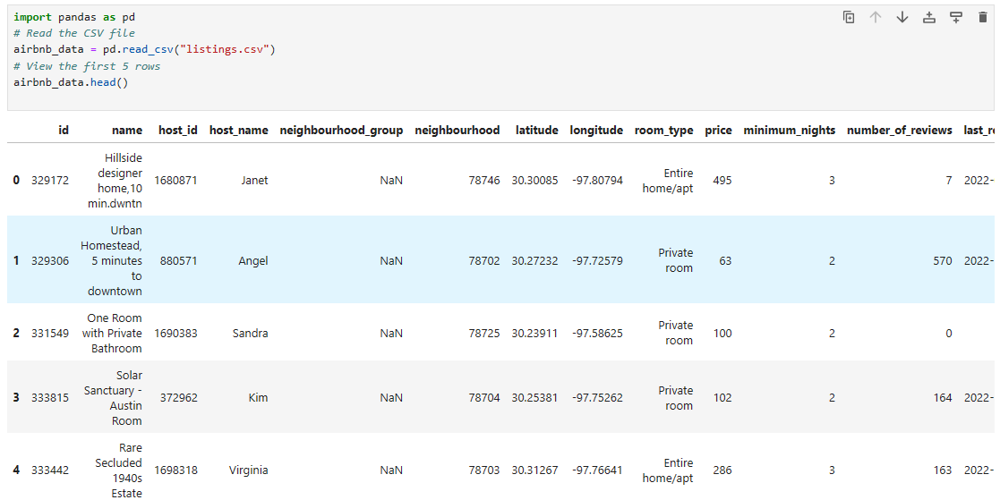 import pandas as pd
# Read the CSV file
airbnb_data = pd.read_csv("listings.csv")
# View the first 5 rows
airbnb_data.head()
id name host_id host_name neighbourhood_group neighbourhood latitude longitude room_type price minimum_nights number_of_reviews last_re
0 329172 Hillside designer home,10 min.dwntn 1680871 Janet NaN 78746 30.30085 -97.80794 Entire home/apt 495 3 7 2022-
1 329306 Urban Homestead, 5 minutes to downtown 880571 Angel NaN 78702 30.27232 -97.72579 Private room 63 2 570 2022-
2 331549 One Room with Private Bathroom 1690383 Sandra NaN 78725 30.23911 -97.58625 Private room 100 2 0
3 333815 Solar Sanctuary - Austin Room 372962 Kim NaN 78704 30.25381 -97.75262 Private room 102 2 164 2022-
4 333442 Rare Secluded 1940s Estate 1698318 Virginia NaN 78703 30.31267 -97.76641 Entire home/apt 286 3 163 2022-